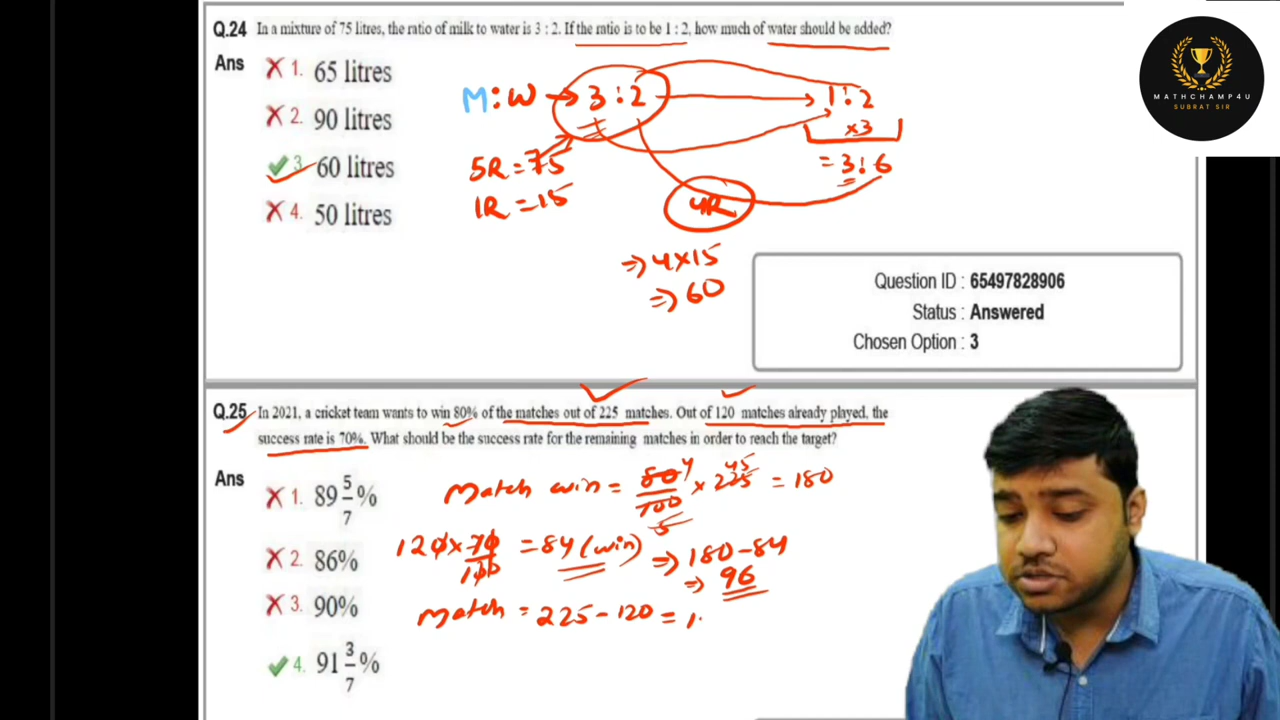 Q.24 In a mixture of 75 litres, the ratio of milk to water is 3 : 2. If the ratio is to be 1 : 2, how much of water should be added?
Ans
1. 65 litres
2. 90 litres
3. 60 litres
4. 50 litres
M:W → 3:2
1:2
×3
= 3:6
5R = 75
1R = 15
4R
⇒ 4×15
⇒ 60
MATHCHAMP4U
SUBRAT SIR
Question ID : 65497828906
Status : Answered
Chosen Option : 3
Q.25 In 2021, a cricket team wants to win 80% of the matches out of 225 matches. Out of 120 matches already played, the
success rate is 70%. What should be the success rate for the remaining matches in order to reach the target?
Ans
1. 89 5/7 %
2. 86%
3. 90%
4. 91 3/7 %
Match win = 80/100 4/5 × 225 45 = 180
120 × 70/100 = 84 (win) ⇒ 180 - 84
⇒ 96
Match = 225 - 120 = 1